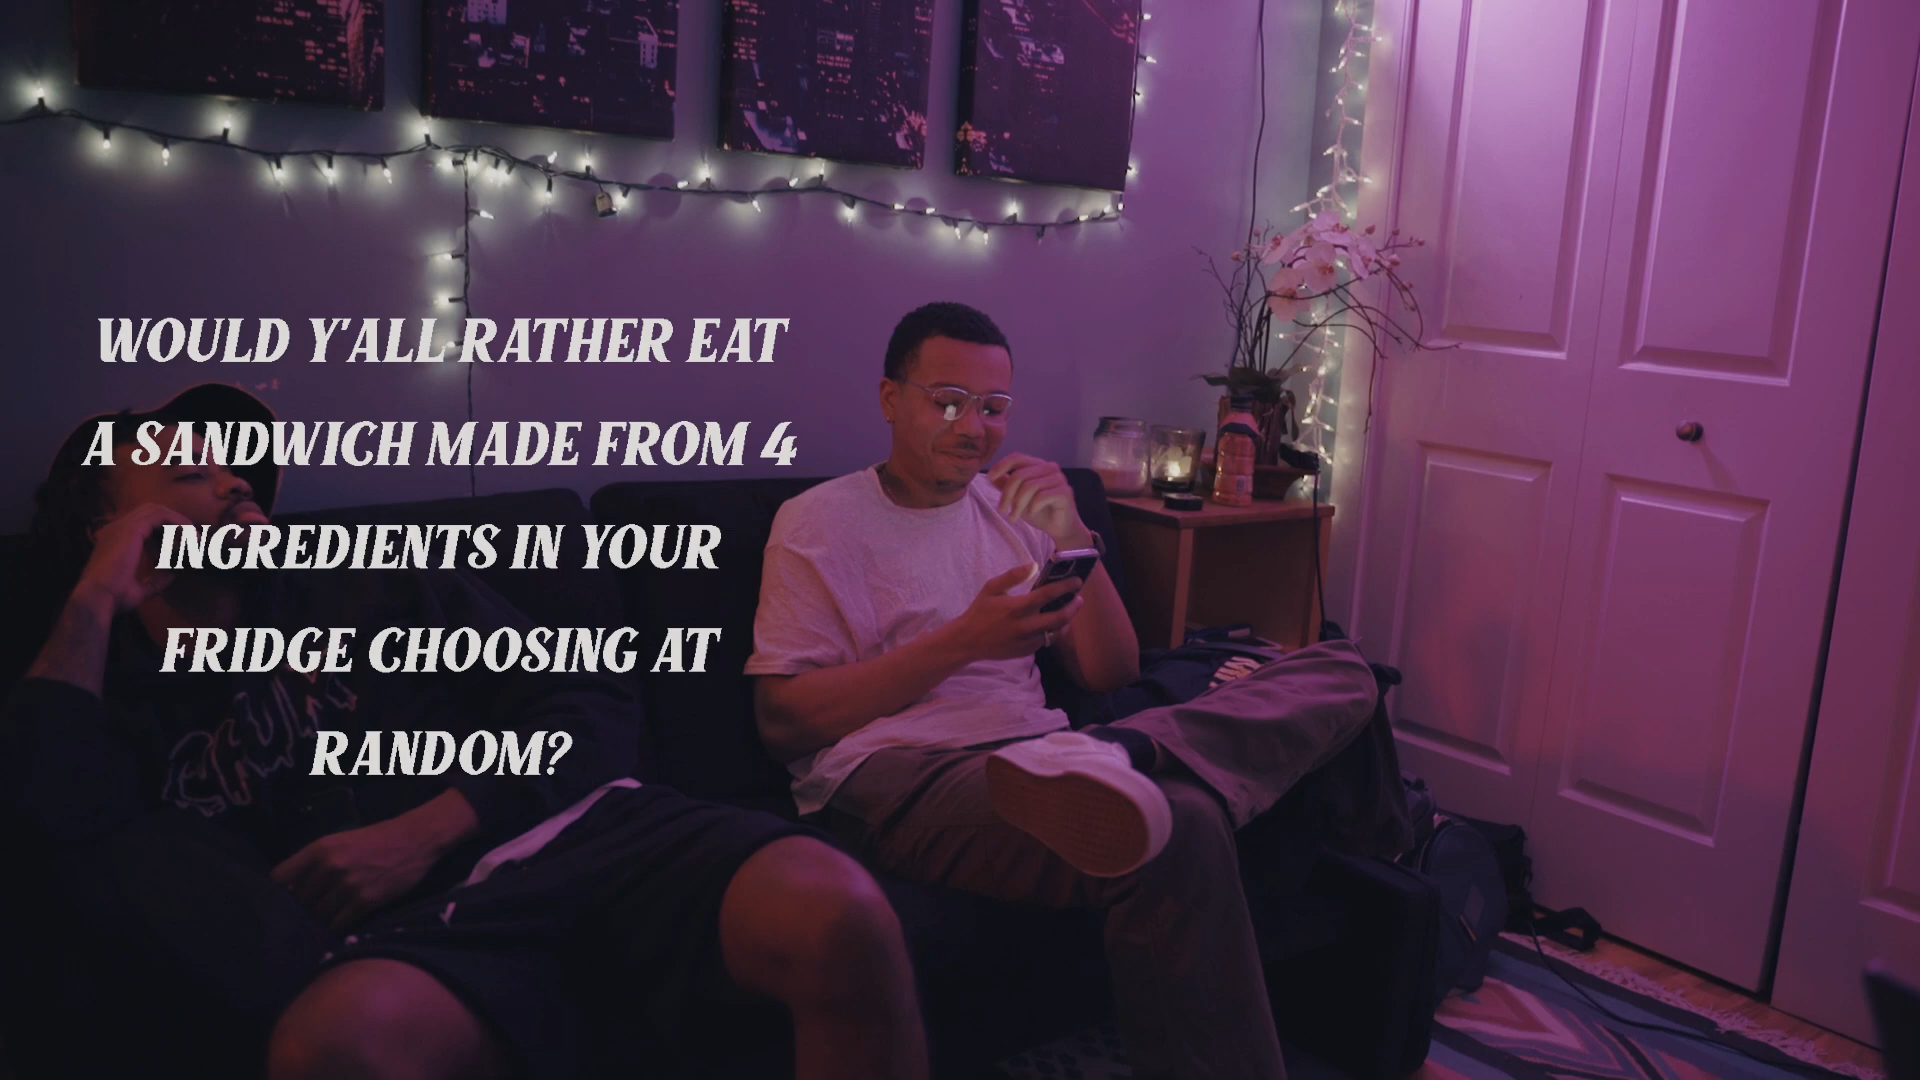 WOULD Y'ALL RATHER EAT
A SANDWICH MADE FROM 4
INGREDIENTS IN YOUR
FRIDGE CHOOSING AT
RANDOM?